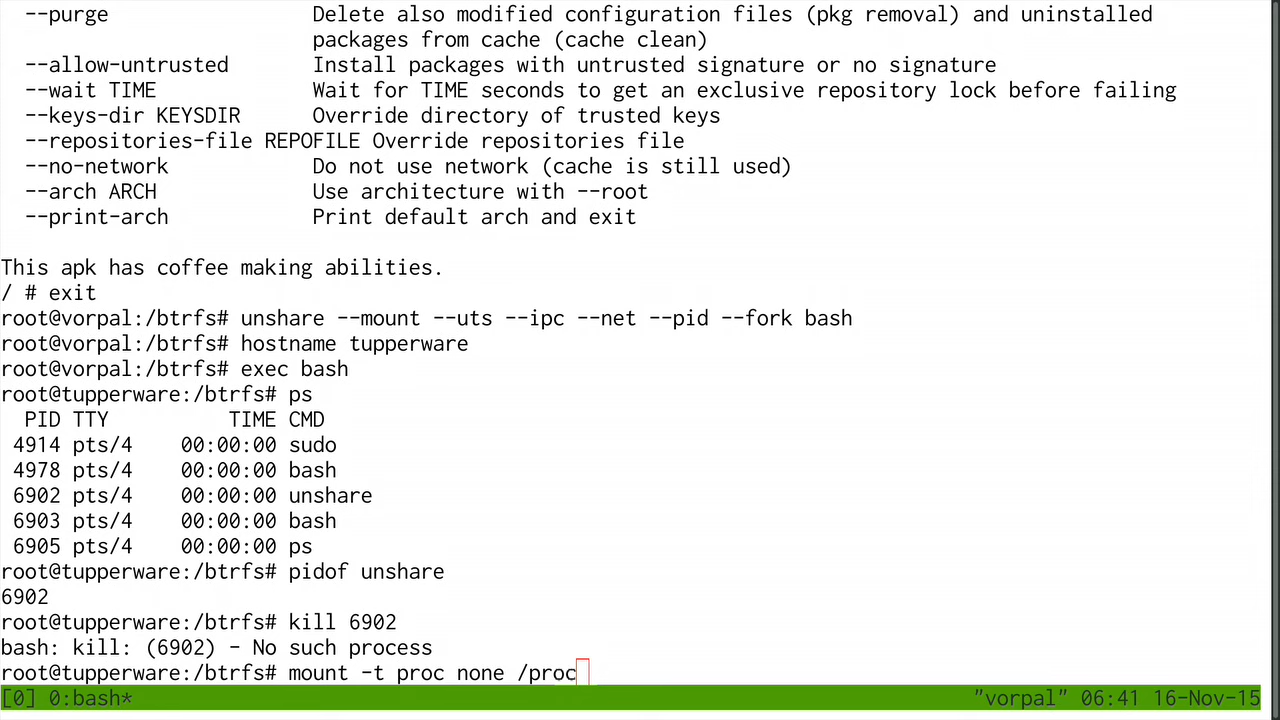 --purge Delete also modified configuration files (pkg removal) and uninstalled
packages from cache (cache clean)
--allow-untrusted Install packages with untrusted signature or no signature
--wait TIME Wait for TIME seconds to get an exclusive repository lock before failing
--keys-dir KEYSDIR Override directory of trusted keys
--repositories-file REPOFILE Override repositories file
--no-network Do not use network (cache is still used)
--arch ARCH Use architecture with --root
--print-arch Print default arch and exit
This apk has coffee making abilities.
/ # exit
root@vorpal:/btrfs# unshare --mount --uts --ipc --net --pid --fork bash
root@vorpal:/btrfs# hostname tupperware
root@vorpal:/btrfs# exec bash
root@tupperware:/btrfs# ps
PID TTY TIME CMD
4914 pts/4 00:00:00 sudo
4978 pts/4 00:00:00 bash
6902 pts/4 00:00:00 unshare
6903 pts/4 00:00:00 bash
6905 pts/4 00:00:00 ps
root@tupperware:/btrfs# pidof unshare
6902
root@tupperware:/btrfs# kill 6902
bash: kill: (6902) - No such process
root@tupperware:/btrfs# mount -t proc none /proc
[0] 0:bash* "vorpal" 06:41 16-Nov-15